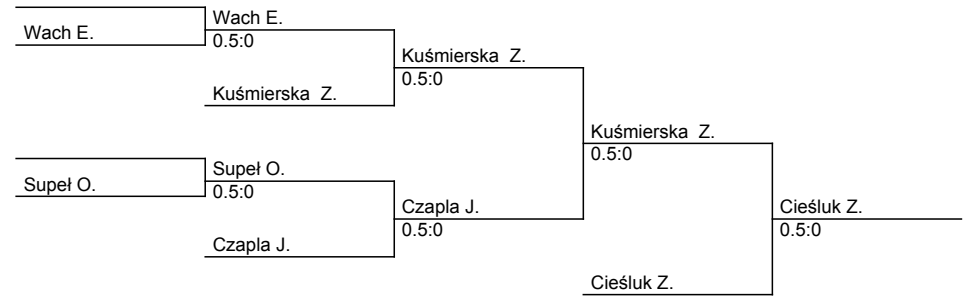 Wach E.
Wach E.
0.5:0
Kuśmierska Z.
Kuśmierska Z.
0.5:0
Supeł O.
Supeł O.
0.5:0
Czapla J.
Czapla J.
0.5:0
Kuśmierska Z.
0.5:0
Cieśluk Z.
Cieśluk Z.
0.5:0